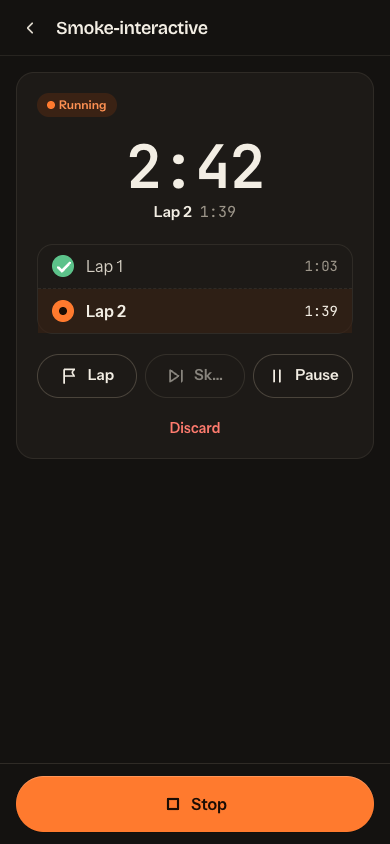 Smoke-interactive
Running
2:42
Lap 2 1:39
Lap 1 1:03
Lap 2 1:39
Lap Sk... Pause
Discard
Stop